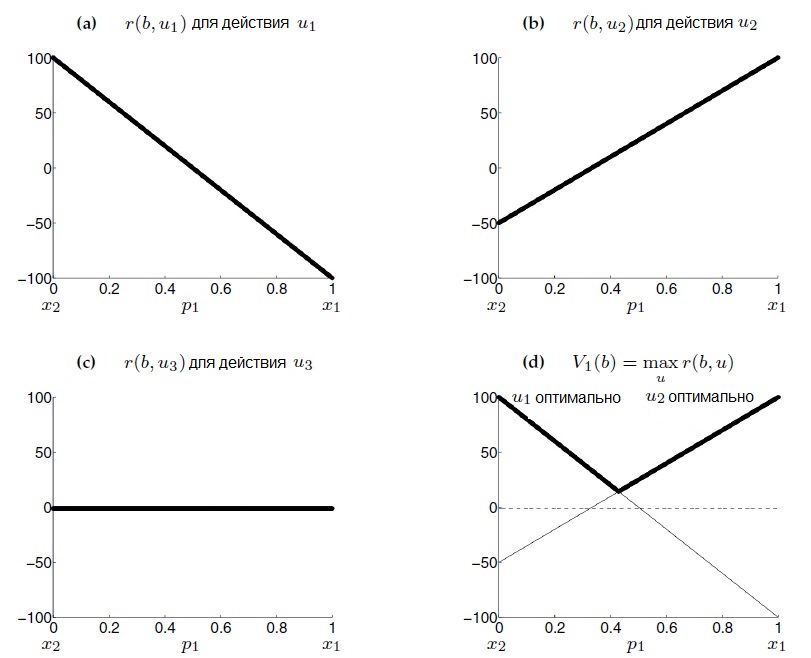 (a) r(b, u₁) для действия u₁
100
50
0
−50
−100
0 0.2 0.4 0.6 0.8 1
x₂ p₁ x₁
(b) r(b, u₂) для действия u₂
100
50
0
−50
−100
0 0.2 0.4 0.6 0.8 1
x₂ p₁ x₁
(c) r(b, u₃) для действия u₃
100
50
0
−50
−100
0 0.2 0.4 0.6 0.8 1
x₂ p₁ x₁
(d) V₁(b) = max r(b, u)
u
100 u₁ оптимально u₂ оптимально
50
0
−50
−100
0 0.2 0.4 0.6 0.8 1
x₂ p₁ x₁